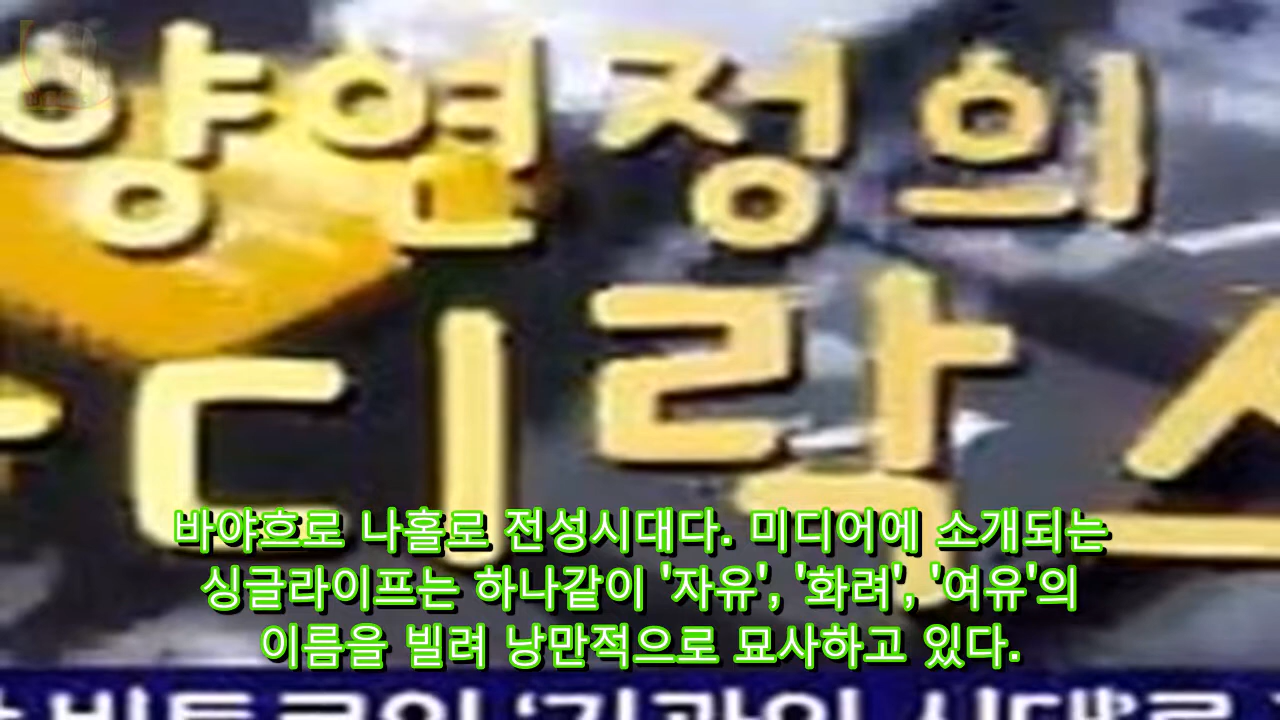 양연정의
디랑
바야흐로 나홀로 전성시대다. 미디어에 소개되는
싱글라이프는 하나같이 '자유', '화려', '여유'의
이름을 빌려 낭만적으로 묘사하고 있다.